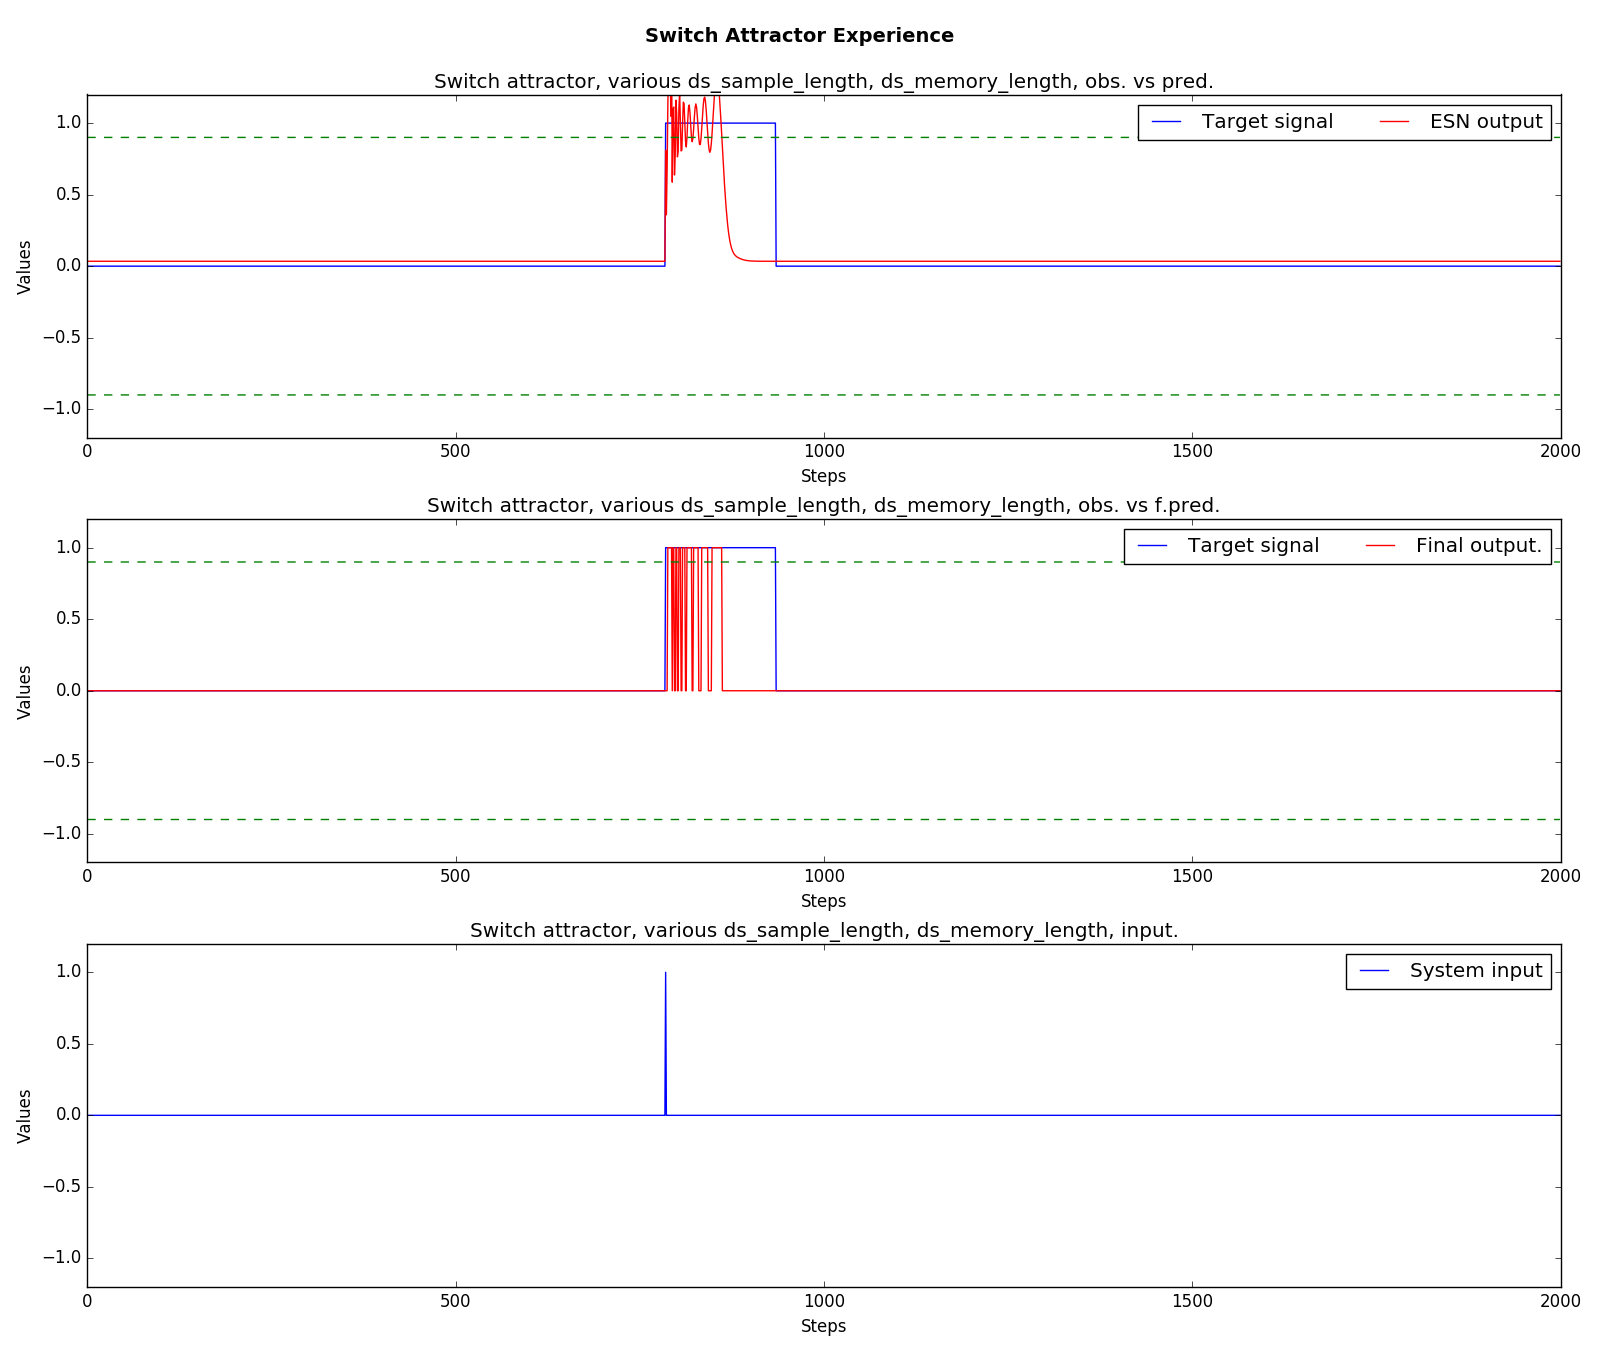 Switch Attractor Experience
Switch attractor, various ds_sample_length, ds_memory_length, obs. vs pred.
Target signal ESN output
1.0
0.5
0.0
−0.5
−1.0
Values
0 500 1000 1500 2000
Steps
Switch attractor, various ds_sample_length, ds_memory_length, obs. vs f.pred.
Target signal Final output.
1.0
0.5
0.0
−0.5
−1.0
Values
0 500 1000 1500 2000
Steps
Switch attractor, various ds_sample_length, ds_memory_length, input.
System input
1.0
0.5
0.0
−0.5
−1.0
Values
0 500 1000 1500 2000
Steps